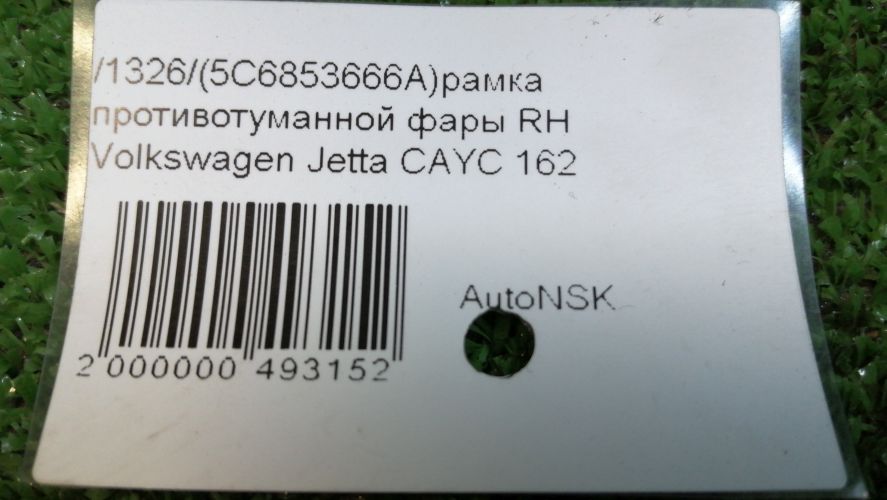 /1326/(5C6853666A)рамка
противотуманной фары RH
Volkswagen Jetta CAYC 162
AutoNSK
2 000000 493152